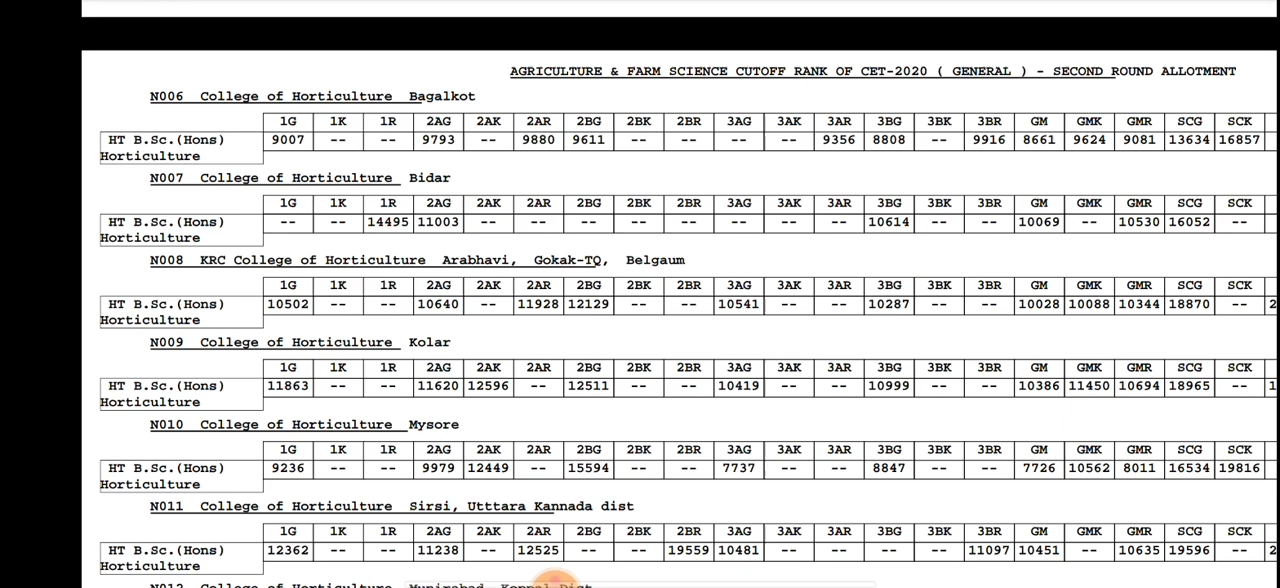 AGRICULTURE & FARM SCIENCE CUTOFF RANK OF CET-2020 ( GENERAL ) - SECOND ROUND ALLOTMENT
N006 College of Horticulture Bagalkot
1G 1K 1R 2AG 2AK 2AR 2BG 2BK 2BR 3AG 3AK 3AR 3BG 3BK 3BR GM GMK GMR SCG SCK
HT B.Sc.(Hons) 9007 -- -- 9793 -- 9880 9611 -- -- -- -- 9356 8808 -- 9916 8661 9624 9081 13634 16857
Horticulture
N007 College of Horticulture Bidar
1G 1K 1R 2AG 2AK 2AR 2BG 2BK 2BR 3AG 3AK 3AR 3BG 3BK 3BR GM GMK GMR SCG SCK
HT B.Sc.(Hons) -- -- 14495 11003 -- -- -- -- -- -- -- -- 10614 -- -- 10069 -- 10530 16052 --
Horticulture
N008 KRC College of Horticulture Arabhavi, Gokak-TQ, Belgaum
1G 1K 1R 2AG 2AK 2AR 2BG 2BK 2BR 3AG 3AK 3AR 3BG 3BK 3BR GM GMK GMR SCG SCK
HT B.Sc.(Hons) 10502 -- -- 10640 -- 11928 12129 -- -- 10541 -- -- 10287 -- -- 10028 10088 10344 18870 -- 2
Horticulture
N009 College of Horticulture Kolar
1G 1K 1R 2AG 2AK 2AR 2BG 2BK 2BR 3AG 3AK 3AR 3BG 3BK 3BR GM GMK GMR SCG SCK
HT B.Sc.(Hons) 11863 -- -- 11620 12596 -- 12511 -- -- 10419 -- -- 10999 -- -- 10386 11450 10694 18965 -- 1
Horticulture
N010 College of Horticulture Mysore
1G 1K 1R 2AG 2AK 2AR 2BG 2BK 2BR 3AG 3AK 3AR 3BG 3BK 3BR GM GMK GMR SCG SCK
HT B.Sc.(Hons) 9236 -- -- 9979 12449 -- 15594 -- -- 7737 -- -- 8847 -- -- 7726 10562 8011 16534 19816
Horticulture
N011 College of Horticulture Sirsi, Utttara Kannada dist
1G 1K 1R 2AG 2AK 2AR 2BG 2BK 2BR 3AG 3AK 3AR 3BG 3BK 3BR GM GMK GMR SCG SCK
HT B.Sc.(Hons) 12362 -- -- 11238 -- 12525 -- -- 19559 10481 -- -- -- -- 11097 10451 -- 10635 19596 -- 2
Horticulture
N012 College of Horticulture Munirabad, Koppal Dist